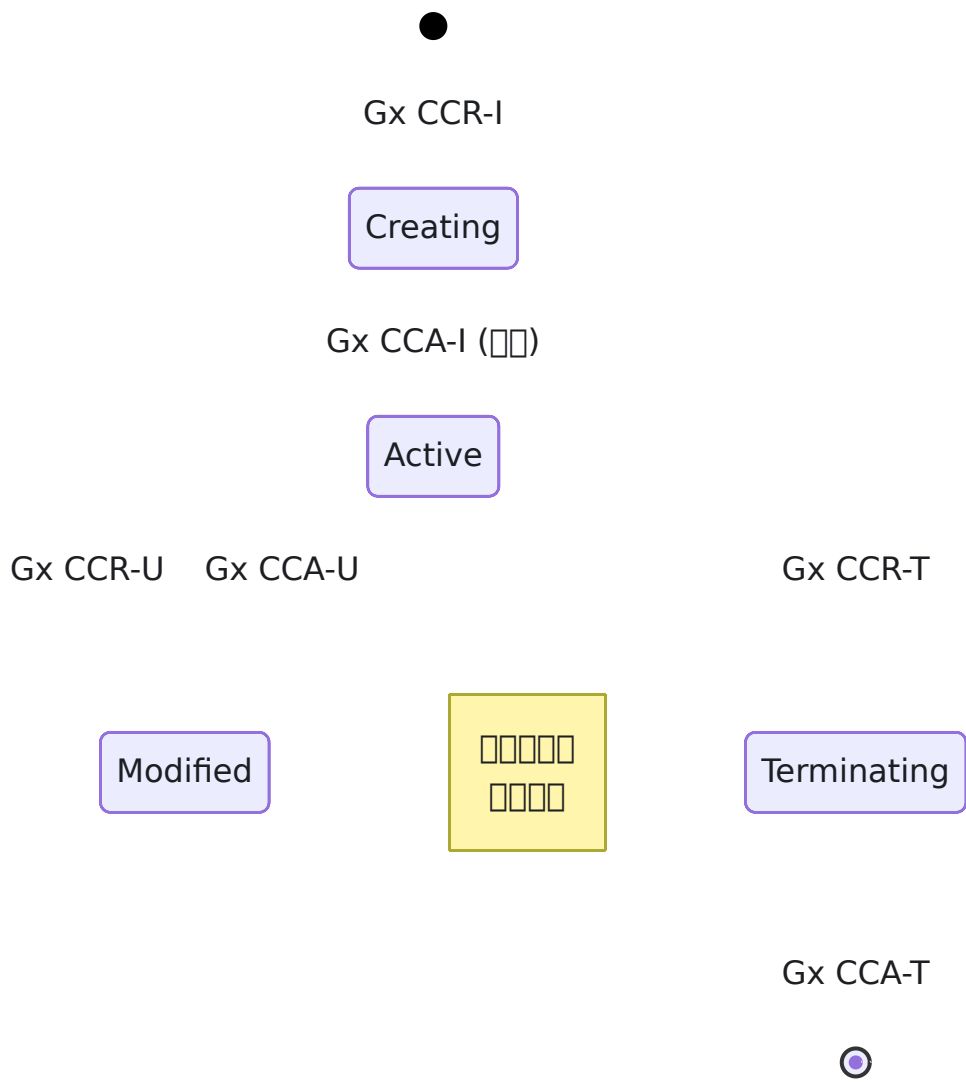 Gx CCR-I
Creating
Gx CCA-I ()
Active
Gx CCR-U
Gx CCA-U
Gx CCR-T
Modified
Terminating
Gx CCA-T